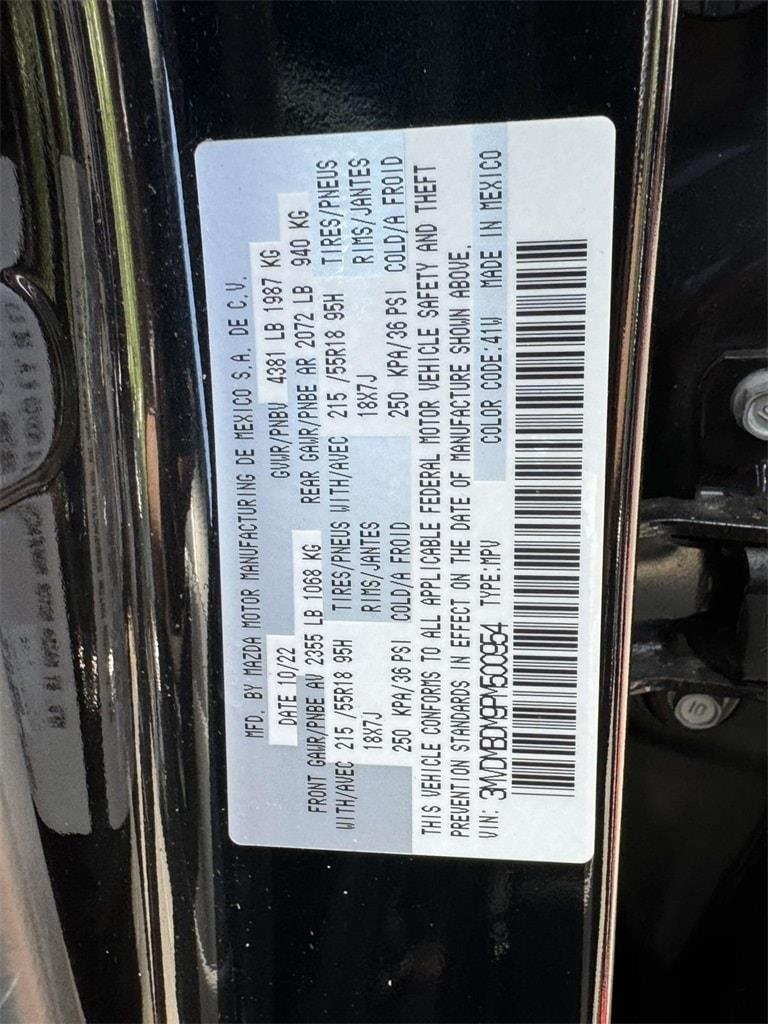 MFD. BY MAZDA MOTOR MANUFACTURING DE MEXICO S.A. DE C.V.
DATE 10/22 GVWR/PNBV 4381 LB 1987 KG
FRONT GAWR/PNBE AV 2355 LB 1068 KG REAR GAWR/PNBE AR 2072 LB 940 KG
WITH/AVEC 215 /55R18 95H TIRES/PNEUS WITH/AVEC 215 /55R18 95H TIRES/PNEUS
18X7J RIMS/JANTES 18X7J RIMS/JANTES
250 KPA/36 PSI COLD/A FROID 250 KPA/36 PSI COLD/A FROID
THIS VEHICLE CONFORMS TO ALL APPLICABLE FEDERAL MOTOR VEHICLE SAFETY AND THEFT
PREVENTION STANDARDS IN EFFECT ON THE DATE OF MANUFACTURE SHOWN ABOVE.
VIN: 3MVDMBDM9PM500954 TYPE:MPV COLOR CODE:41W MADE IN MEXICO
10